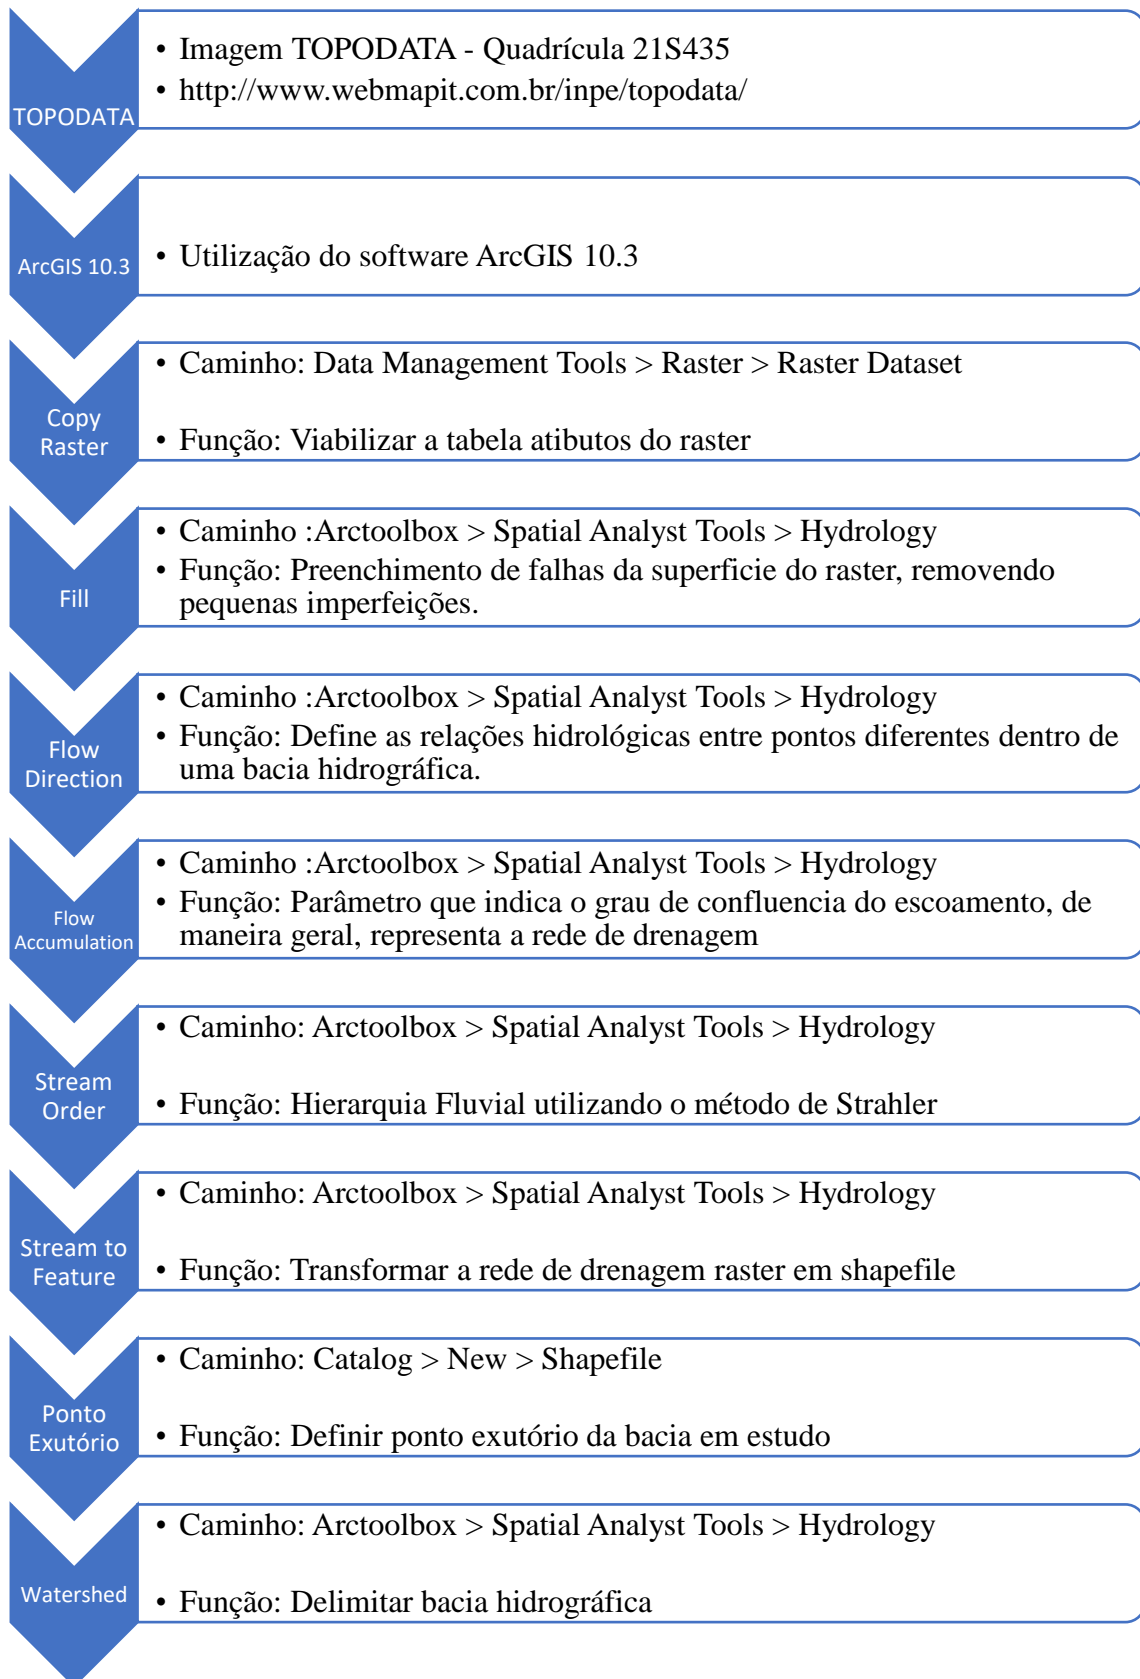 TOPODATA
• Imagem TOPODATA - Quadrícula 21S435
• http://www.webmapit.com.br/inpe/topodata/
ArcGIS 10.3
• Utilização do software ArcGIS 10.3
Copy
Raster
• Caminho: Data Management Tools > Raster > Raster Dataset
• Função: Viabilizar a tabela atibutos do raster
Fill
• Caminho :Arctoolbox > Spatial Analyst Tools > Hydrology
• Função: Preenchimento de falhas da superficie do raster, removendo
pequenas imperfeições.
Flow
Direction
• Caminho :Arctoolbox > Spatial Analyst Tools > Hydrology
• Função: Define as relações hidrológicas entre pontos diferentes dentro de
uma bacia hidrográfica.
Flow
Accumulation
• Caminho :Arctoolbox > Spatial Analyst Tools > Hydrology
• Função: Parâmetro que indica o grau de confluencia do escoamento, de
maneira geral, representa a rede de drenagem
Stream
Order
• Caminho: Arctoolbox > Spatial Analyst Tools > Hydrology
• Função: Hierarquia Fluvial utilizando o método de Strahler
Stream to
Feature
• Caminho: Arctoolbox > Spatial Analyst Tools > Hydrology
• Função: Transformar a rede de drenagem raster em shapefile
Ponto
Exutório
• Caminho: Catalog > New > Shapefile
• Função: Definir ponto exutório da bacia em estudo
Watershed
• Caminho: Arctoolbox > Spatial Analyst Tools > Hydrology
• Função: Delimitar bacia hidrográfica